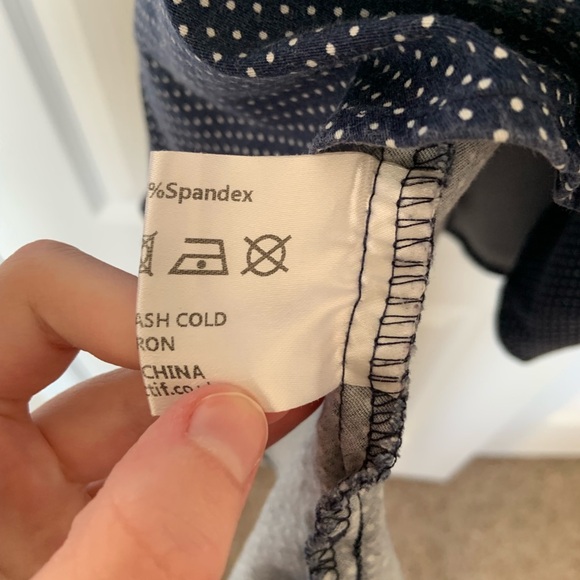 %Spandex
ASH COLD
RON
CHINA